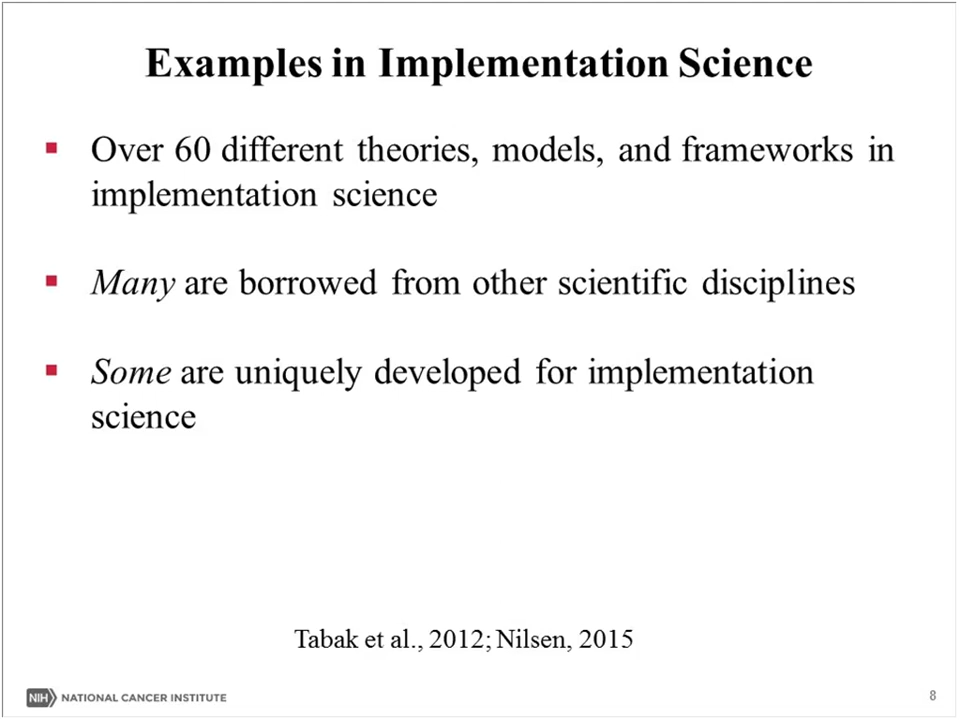 Examples in Implementation Science
▪ Over 60 different theories, models, and frameworks in
implementation science
▪ Many are borrowed from other scientific disciplines
▪ Some are uniquely developed for implementation
science
Tabak et al., 2012; Nilsen, 2015
NIH NATIONAL CANCER INSTITUTE
8